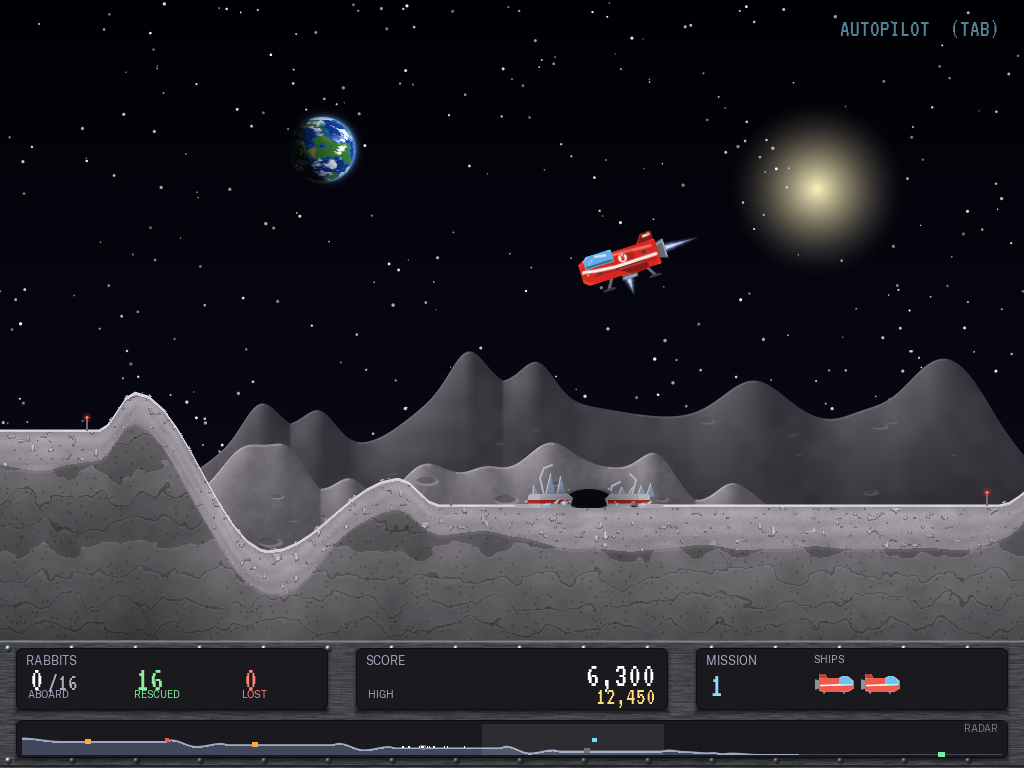 AUTOPILOT (TAB)
RABBITS
0 /16 16 0
ABOARD RESCUED LOST
SCORE
6,300
HIGH 12,450
MISSION
1
SHIPS
RADAR